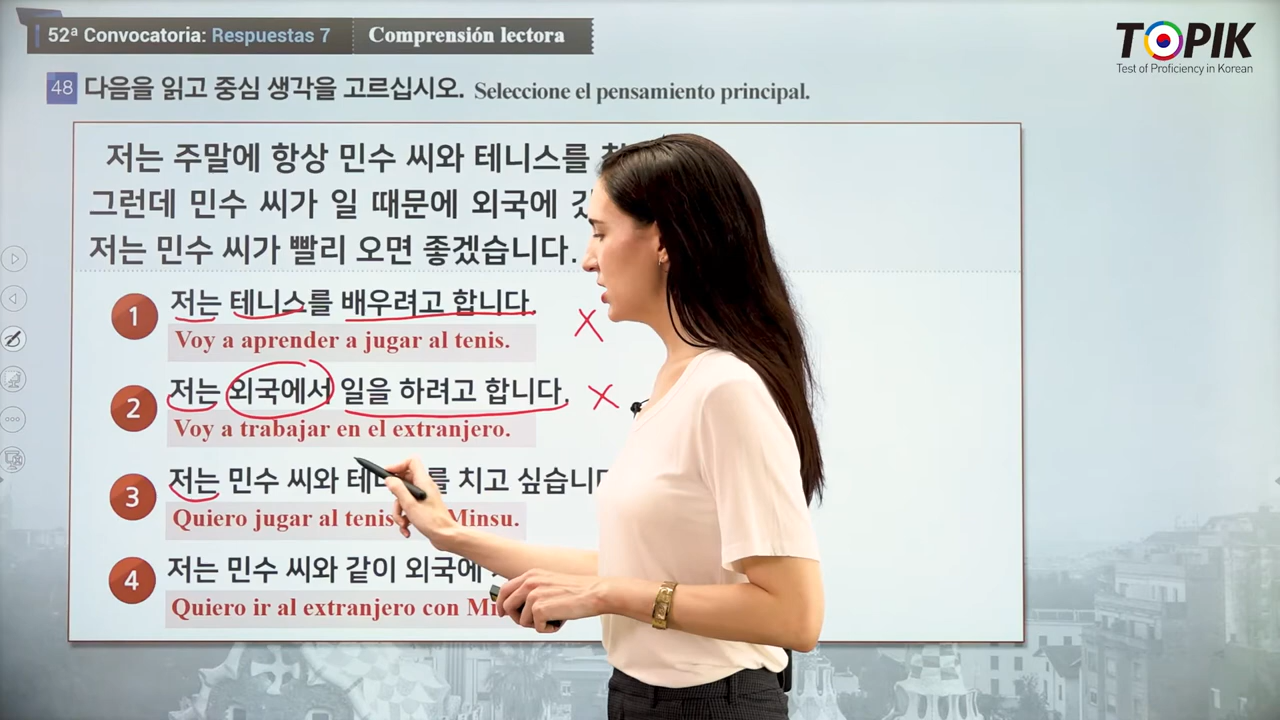 52ª Convocatoria: Respuestas 7 Comprensión lectora
TOPIK
Test of Proficiency in Korean
48 다음을 읽고 중심 생각을 고르십시오. Seleccione el pensamiento principal.
저는 주말에 항상 민수 씨와 테니스를
그런데 민수 씨가 일 때문에 외국에
저는 민수 씨가 빨리 오면 좋겠습니다.
1 저는 테니스를 배우려고 합니다.
Voy a aprender a jugar al tenis.
2 저는 외국에서 일을 하려고 합니다.
Voy a trabajar en el extranjero.
3 저는 민수 씨와 를 치고 싶습니
Quiero jugar al tenis Minsu.
4 저는 민수 씨와 같이 외국에
Quiero ir al extranjero con